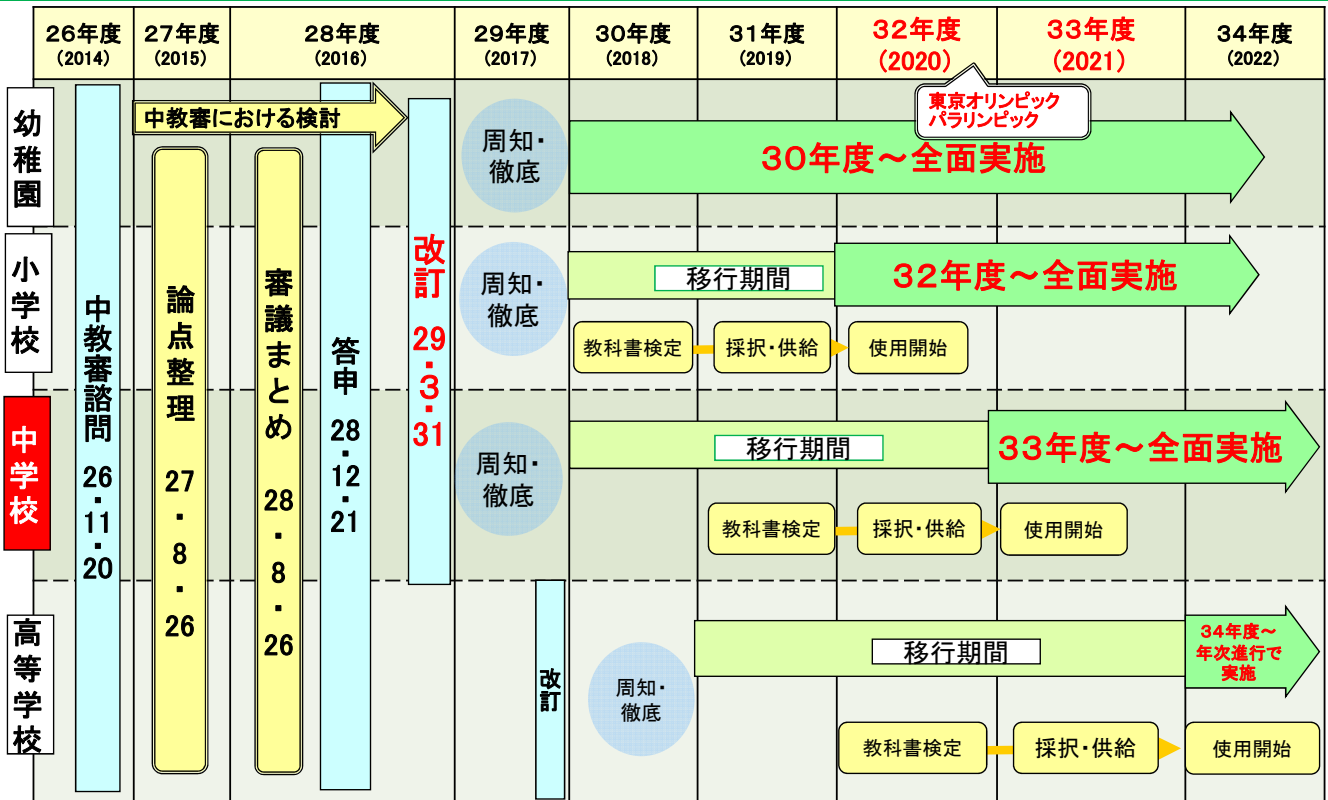 26年度
(2014)
27年度
(2015)
28年度
(2016)
29年度
(2017)
30年度
(2018)
31年度
(2019)
32年度
(2020)
33年度
(2021)
34年度
(2022)
東京オリンピック
パラリンピック
幼稚園
小学校
中学校
高等学校
中教審諮問 26・11・20
中教審における検討
論点整理 27・8・26
審議まとめ 28・8・26
答申 28・12・21
改訂 29・3・31
周知・
徹底
30年度～全面実施
周知・
徹底
移行期間
32年度～全面実施
教科書検定
採択・供給
使用開始
周知・
徹底
移行期間
33年度～全面実施
教科書検定
採択・供給
使用開始
改訂
周知・
徹底
移行期間
34年度～
年次進行で
実施
教科書検定
採択・供給
使用開始